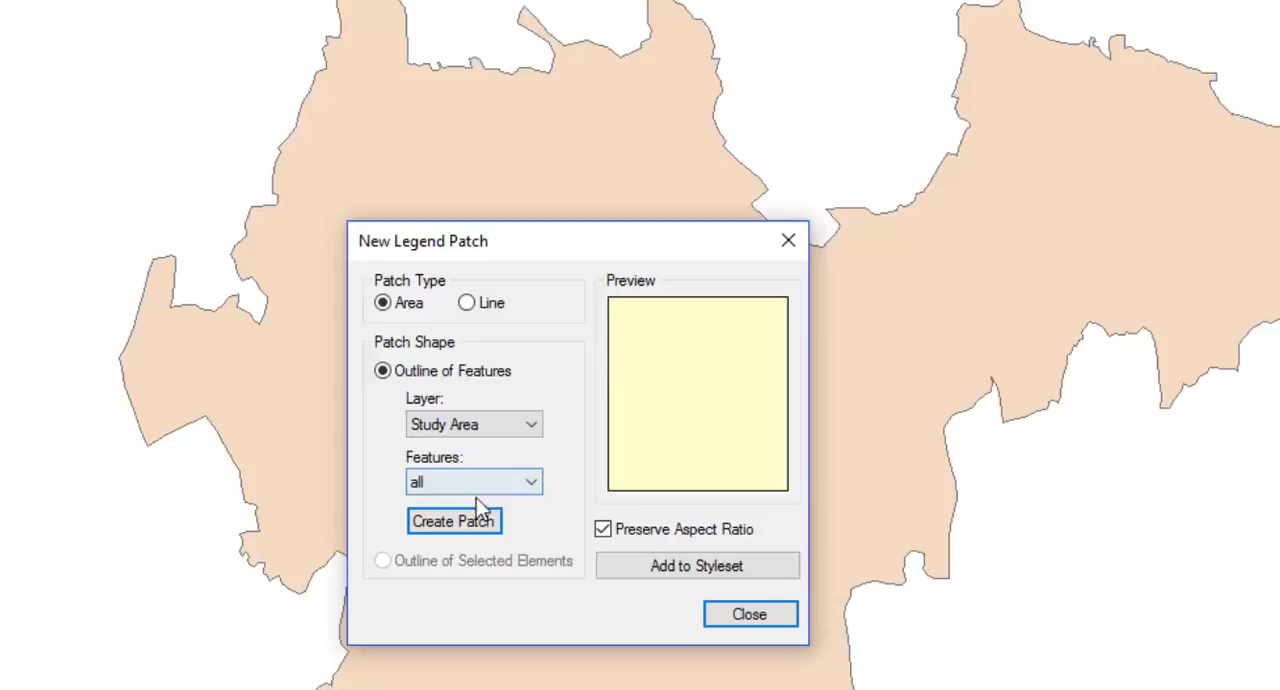 New Legend Patch
Patch Type
Area
Line
Patch Shape
Outline of Features
Layer:
Study Area
Features:
all
Create Patch
Outline of Selected Elements
Preview
Preserve Aspect Ratio
Add to Styleset
Close